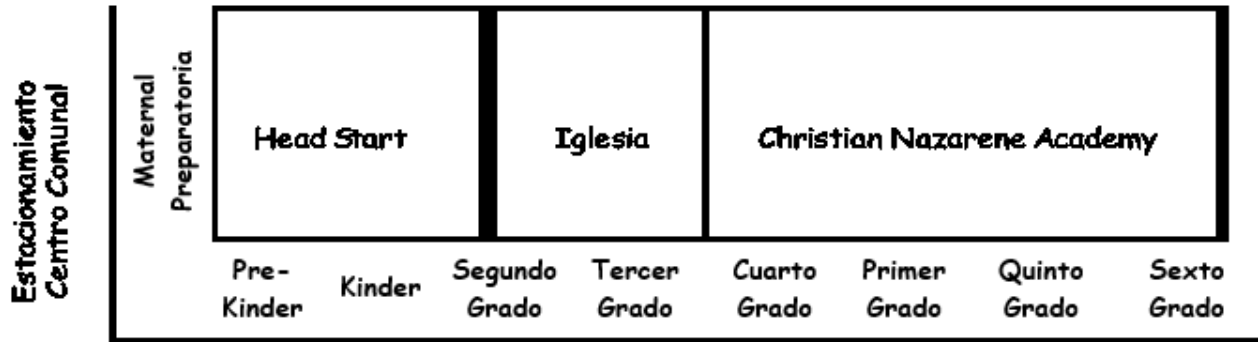 Estacionamiento
Centro Comunal
Maternal
Preparatoria
Head Start
Iglesia
Christian Nazarene Academy
Pre-
Kinder
Kinder
Segundo
Grado
Tercer
Grado
Cuarto
Grado
Primer
Grado
Quinto
Grado
Sexto
Grado